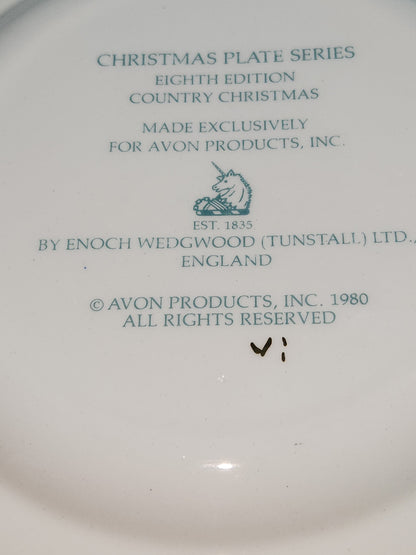 CHRISTMAS PLATE SERIES
EIGHTH EDITION
COUNTRY CHRISTMAS
MADE EXCLUSIVELY
FOR AVON PRODUCTS, INC.
EST. 1835
BY ENOCH WEDGWOOD (TUNSTALL) LTD.,
ENGLAND
© AVON PRODUCTS, INC. 1980
ALL RIGHTS RESERVED